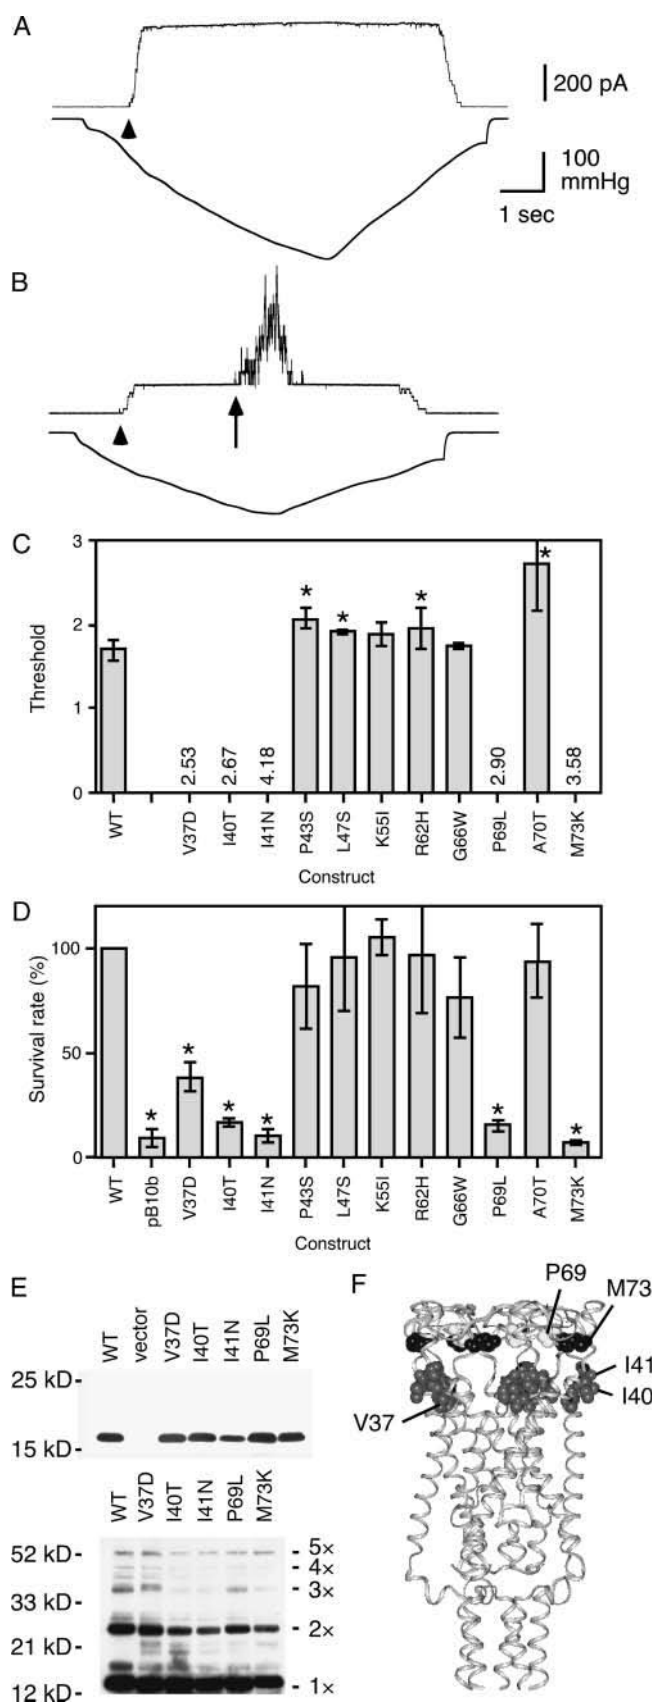 A
200 pA
100
mmHg
1 sec
B
C
Threshold
3
2
1
0
2.53
2.67
4.18
*
*
*
2.90
*
3.58
WT
V37D
I40T
I41N
P43S
L47S
K55I
R62H
G66W
P69L
A70T
M73K
Construct
D
Survival rate (%)
100
50
0
*
*
*
*
*
*
WT
pB10b
V37D
I40T
I41N
P43S
L47S
K55I
R62H
G66W
P69L
A70T
M73K
Construct
E
WT
vector
V37D
I40T
I41N
P69L
M73K
25 kD -
15 kD -
WT
V37D
I40T
I41N
P69L
M73K
52 kD -
33 kD -
21 kD -
12 kD -
- 5×
- 4×
- 3×
- 2×
- 1×
F
P69
M73
I41
I40
V37